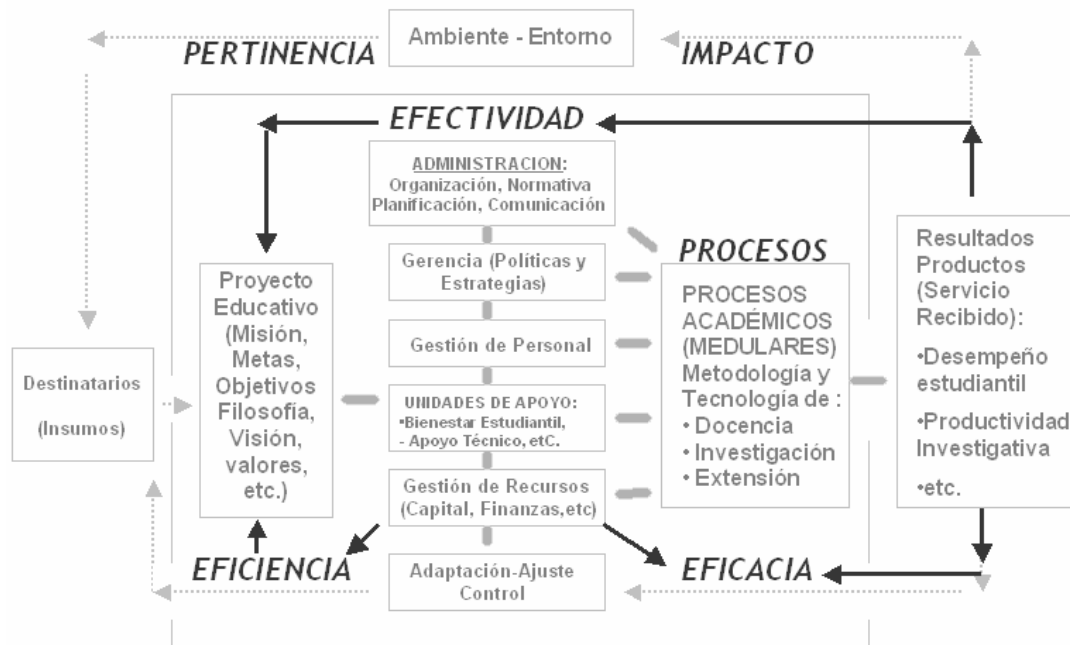 Ambiente - Entorno
PERTINENCIA
IMPACTO
EFECTIVIDAD
ADMINISTRACION:
Organización, Normativa
Planificación, Comunicación
Gerencia (Políticas y
Estrategias)
Gestión de Personal
UNIDADES DE APOYO:
•Bienestar Estudiantil,
- Apoyo Técnico, etC.
Gestión de Recursos
(Capital, Finanzas,etc)
Adaptación-Ajuste
Control
Destinatarios
(Insumos)
Proyecto
Educativo
(Misión,
Metas,
Objetivos
Filosofía,
Visión,
valores,
etc.)
PROCESOS
PROCESOS
ACADÉMICOS
(MEDULARES)
Metodología y
Tecnología de :
• Docencia
• Investigación
• Extensión
Resultados
Productos
(Servicio
Recibido):
•Desempeño
estudiantil
•Productividad
Investigativa
•etc.
EFICIENCIA
EFICACIA